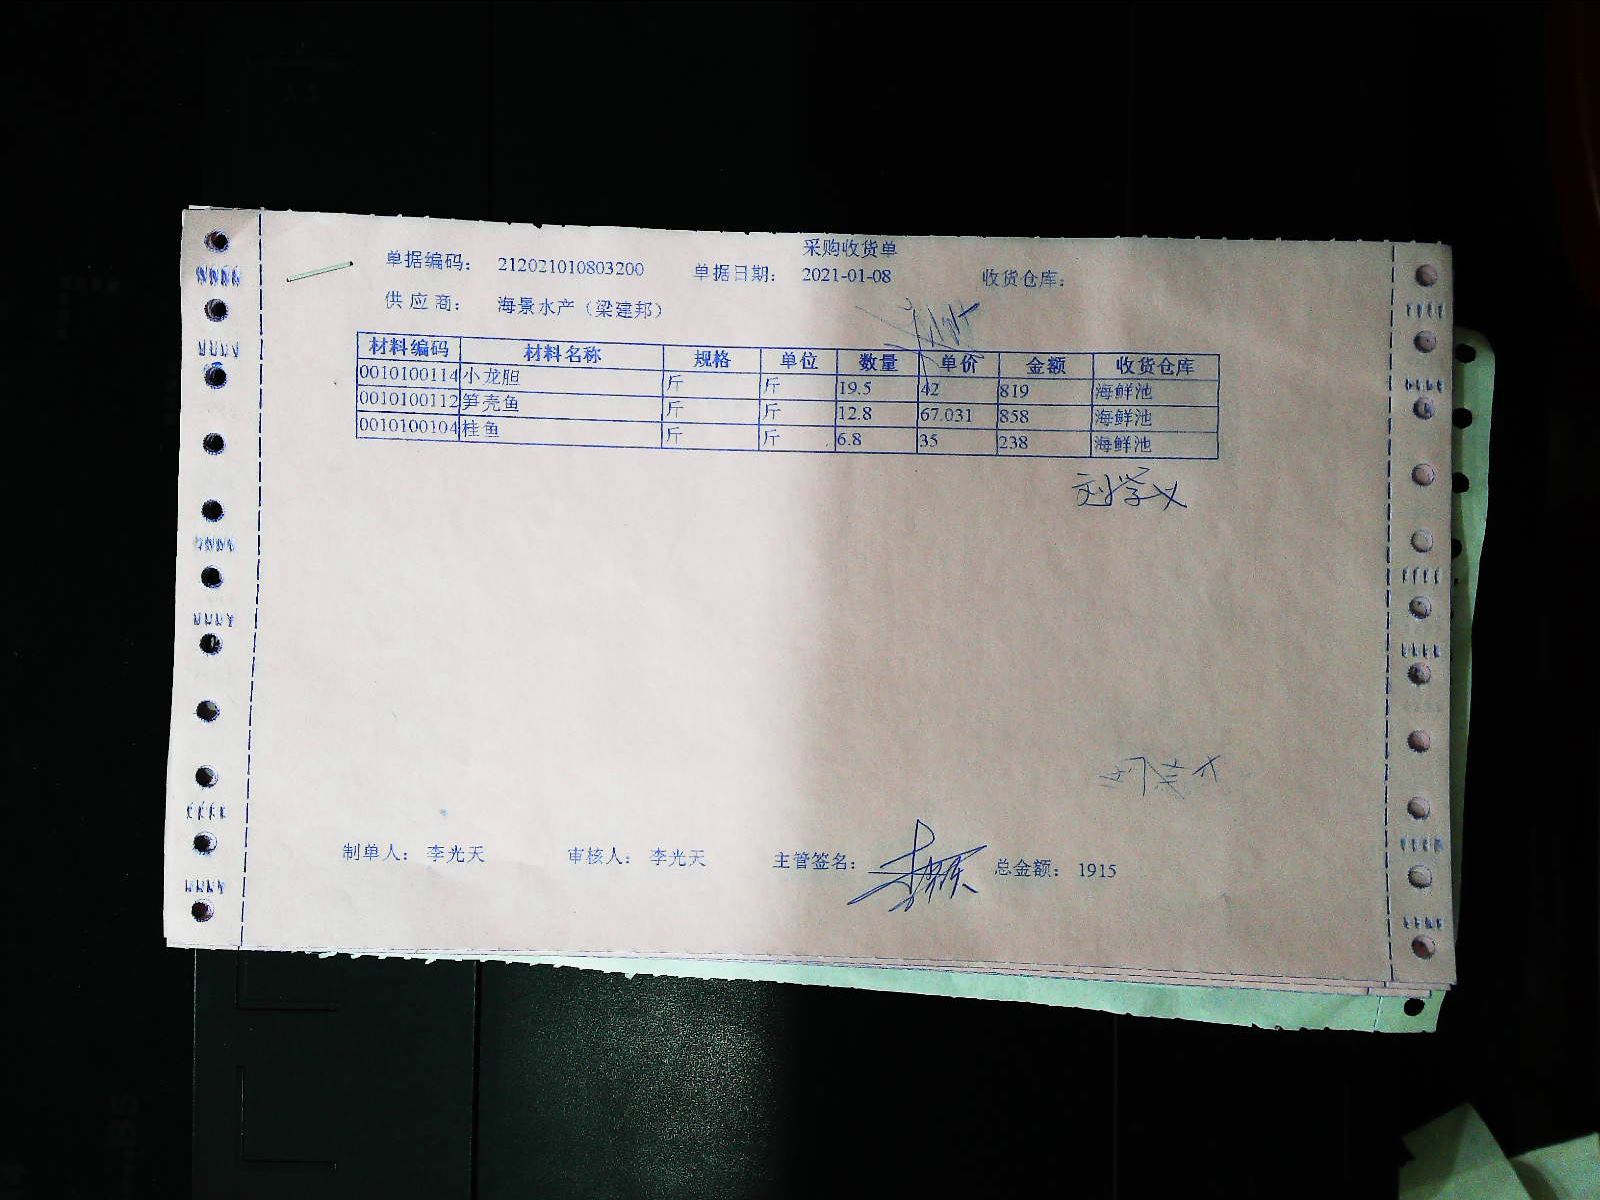 采购收货单
单据编码： 212021010803200 单据日期： 2021-01-08 收货仓库：
供 应 商： 海景水产（梁建邦）
材料编码 材料名称 规格 单位 数量 单价 金额 收货仓库
0010100114 小龙胆 斤 斤 19.5 42 819 海鲜池
0010100112 笋壳鱼 斤 斤 12.8 67.031 858 海鲜池
0010100104 桂鱼 斤 斤 6.8 35 238 海鲜池
刘学义
制单人： 李光天 审核人： 李光天 主管签名： 总金额： 1915